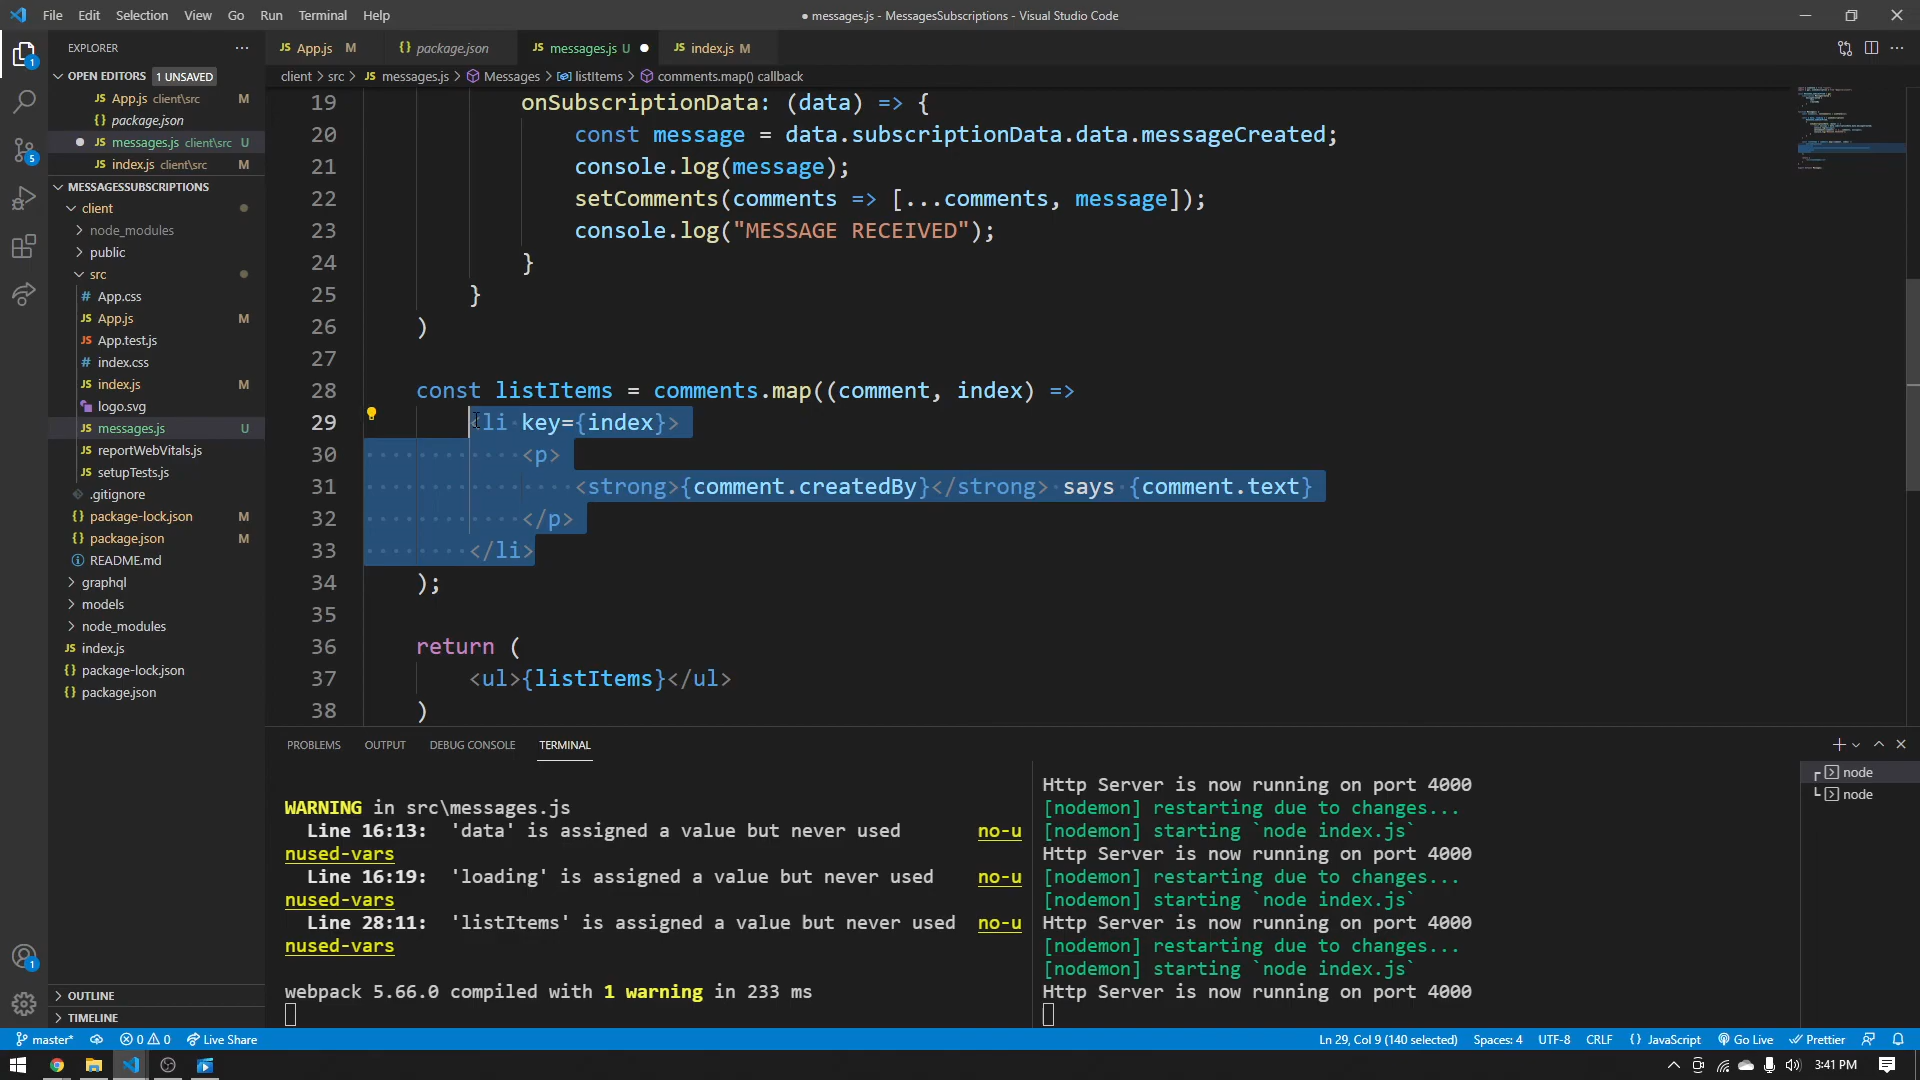 File Edit Selection View Go Run Terminal Help
● messages.js - MessagesSubscriptions - Visual Studio Code
EXPLORER
OPEN EDITORS 1 UNSAVED
App.js client\src M
package.json
messages.js client\src U
index.js client\src M
MESSAGESSUBSCRIPTIONS
client
node_modules
public
src
App.css
App.js M
App.test.js
index.css
index.js M
logo.svg
messages.js U
reportWebVitals.js
setupTests.js
.gitignore
package-lock.json M
package.json M
README.md
graphql
models
node_modules
index.js
package-lock.json
package.json
OUTLINE
TIMELINE
JS App.js M {} package.json JS messages.js U ● JS index.js M
client > src > JS messages.js > Messages > listItems > comments.map() callback
19 onSubscriptionData: (data) => {
20 const message = data.subscriptionData.data.messageCreated;
21 console.log(message);
22 setComments(comments => [...comments, message]);
23 console.log("MESSAGE RECEIVED");
24 }
25 }
26 )
27
28 const listItems = comments.map((comment, index) =>
29 <li key={index}>
30 <p>
31 <strong>{comment.createdBy}</strong> says {comment.text}
32 </p>
33 </li>
34 );
35
36 return (
37 <ul>{listItems}</ul>
38 )
PROBLEMS OUTPUT DEBUG CONSOLE TERMINAL
WARNING in src\messages.js
Line 16:13: 'data' is assigned a value but never used no-u
nused-vars
Line 16:19: 'loading' is assigned a value but never used no-u
nused-vars
Line 28:11: 'listItems' is assigned a value but never used no-u
nused-vars
webpack 5.66.0 compiled with 1 warning in 233 ms
Http Server is now running on port 4000
[nodemon] restarting due to changes...
[nodemon] starting `node index.js`
Http Server is now running on port 4000
[nodemon] restarting due to changes...
[nodemon] starting `node index.js`
Http Server is now running on port 4000
[nodemon] restarting due to changes...
[nodemon] starting `node index.js`
Http Server is now running on port 4000
node
node
master* 0 0 Live Share
Ln 29, Col 9 (140 selected) Spaces: 4 UTF-8 CRLF {} JavaScript Go Live Prettier
3:41 PM